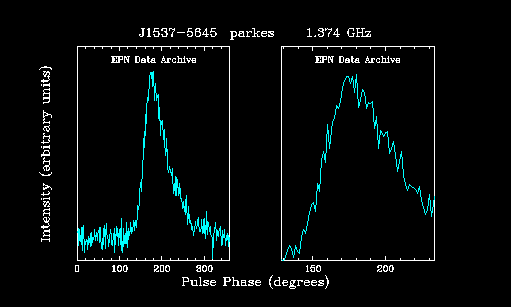 J1537-5645 parkes 1.374 GHz
EPN Data Archive EPN Data Archive
Intensity (arbitrary units)
0 100 200 300 150 200
Pulse Phase (degrees)